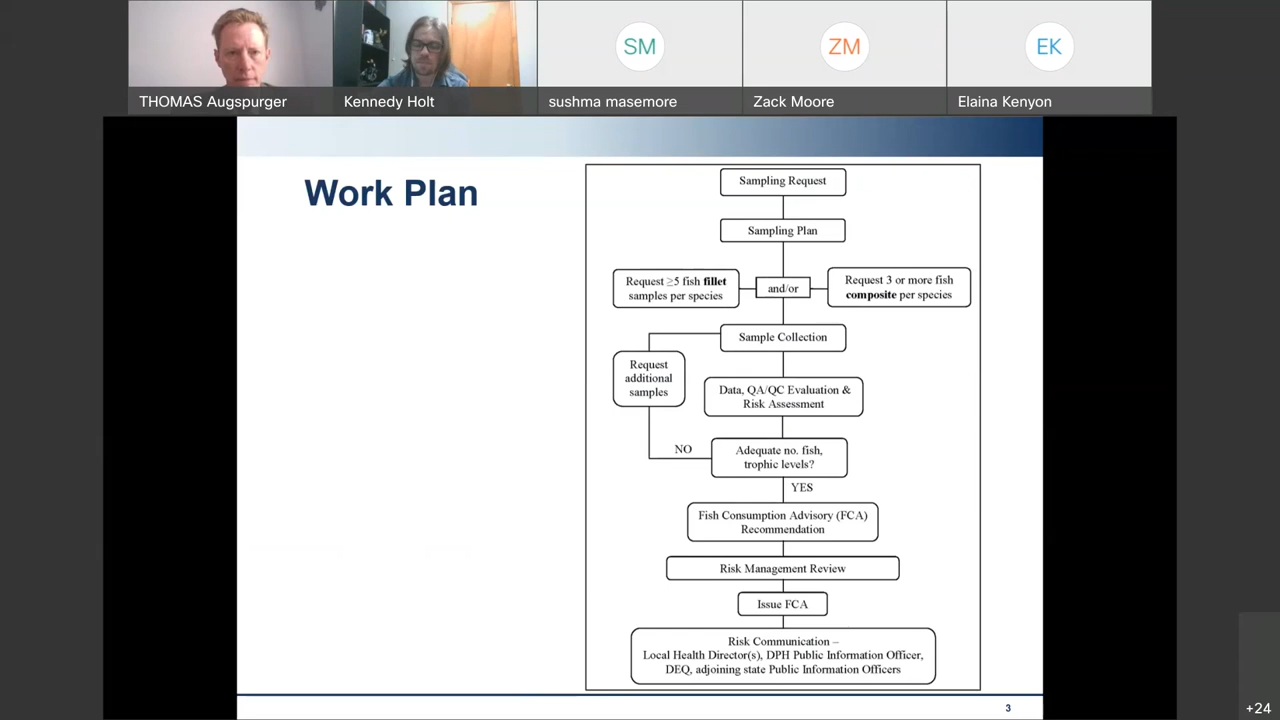 SM
ZM
EK
THOMAS Augspurger
Kennedy Holt
sushma masemore
Zack Moore
Elaina Kenyon
Work Plan
Sampling Request
Sampling Plan
Request ≥5 fish fillet
samples per species
and/or
Request 3 or more fish
composite per species
Sample Collection
Request
additional
samples
Data, QA/QC Evaluation &
Risk Assessment
NO
Adequate no. fish,
trophic levels?
YES
Fish Consumption Advisory (FCA)
Recommendation
Risk Management Review
Issue FCA
Risk Communication –
Local Health Director(s), DPH Public Information Officer,
DEQ, adjoining state Public Information Officers
3
+24